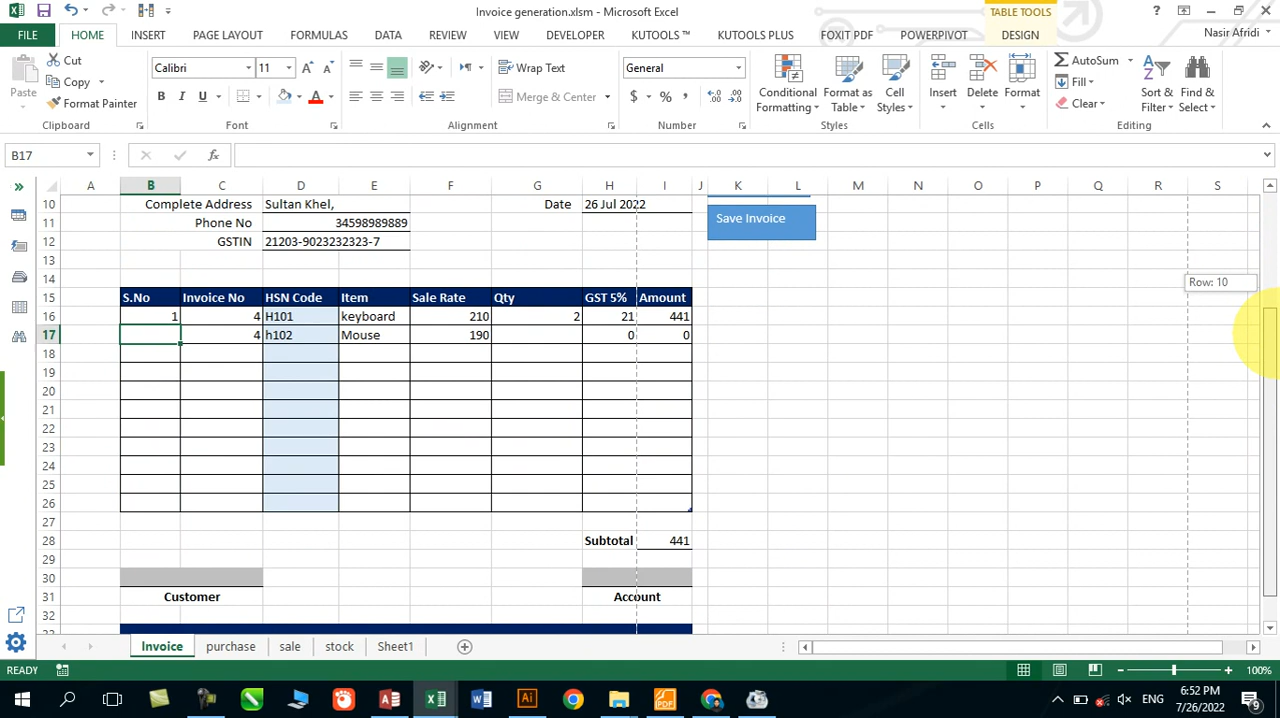 Invoice generation.xlsm - Microsoft Excel
TABLE TOOLS
FILE HOME INSERT PAGE LAYOUT FORMULAS DATA REVIEW VIEW DEVELOPER KUTOOLS ™ KUTOOLS PLUS FOXIT PDF POWERPIVOT DESIGN
Nasir Afridi
Paste
Cut
Copy
Format Painter
Clipboard
Calibri 11
B I U
Font
Wrap Text
Merge & Center
Alignment
General
$ % ,
Number
Conditional Formatting
Format as Table
Cell Styles
Styles
Insert Delete Format
Cells
AutoSum
Fill
Clear
Sort & Filter
Find & Select
Editing
B17
fx
A B C D E F G H I J K L M N O P Q R S
10 Complete Address Sultan Khel, Date 26 Jul 2022
Save Invoice
11 Phone No 34598989889
12 GSTIN 21203-9023232323-7
13
14
Row: 10
15 S.No Invoice No HSN Code Item Sale Rate Qty GST 5% Amount
16 1 4 H101 keyboard 210 2 21 441
17 4 h102 Mouse 190 0 0
18
19
20
21
22
23
24
25
26
27
28 Subtotal 441
29
30
31 Customer Account
32
Invoice purchase sale stock Sheet1
READY
100%
ENG
6:52 PM
7/26/2022
9